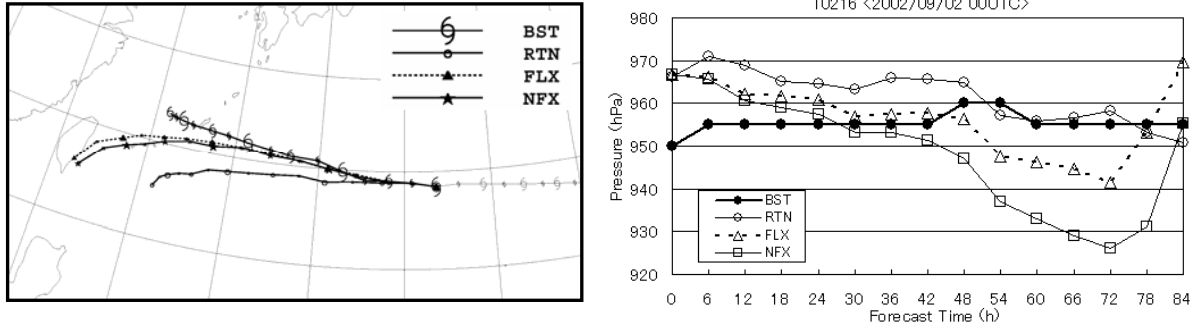 BST
RTN
FLX
NFX
T0216 <2002/09/02 00UTC>
980
970
960
950
940
930
920
Pressure (hPa)
BST
RTN
FLX
NFX
0 6 12 18 24 30 36 42 48 54 60 66 72 78 84
Forecast Time (h)